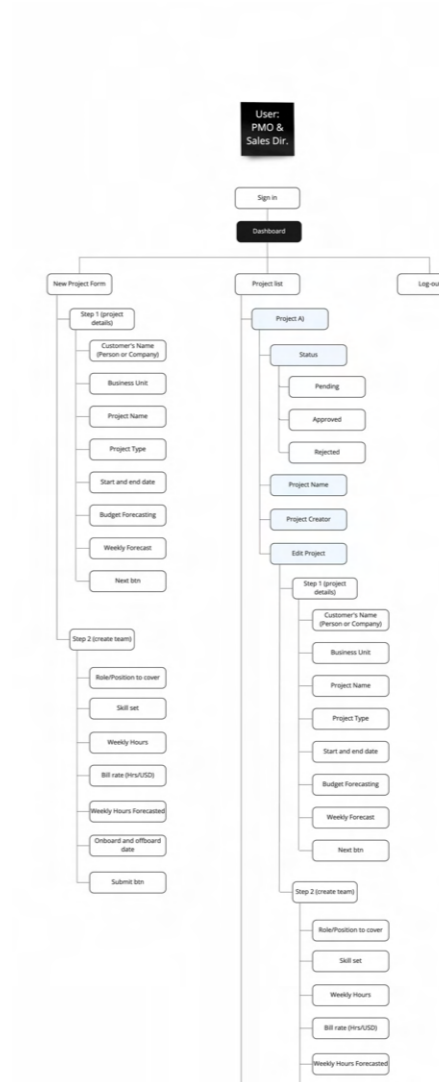 User:
PMO &
Sales Dir.
Sign in
Dashboard
New Project Form
Project list
Log-out
Step 1 (project
details)
Customer's Name
(Person or Company)
Business Unit
Project Name
Project Type
Start and end date
Budget Forecasting
Weekly Forecast
Next btn
Step 2 (create team)
Role/Position to cover
Skill set
Weekly Hours
Bill rate (Hrs/USD)
Weekly Hours Forecasted
Onboard and offboard
date
Submit btn
Project A)
Status
Pending
Approved
Rejected
Project Name
Project Creator
Edit Project
Step 1 (project
details)
Customer's Name
(Person or Company)
Business Unit
Project Name
Project Type
Start and end date
Budget Forecasting
Weekly Forecast
Next btn
Step 2 (create team)
Role/Position to cover
Skill set
Weekly Hours
Bill rate (Hrs/USD)
Weekly Hours Forecasted